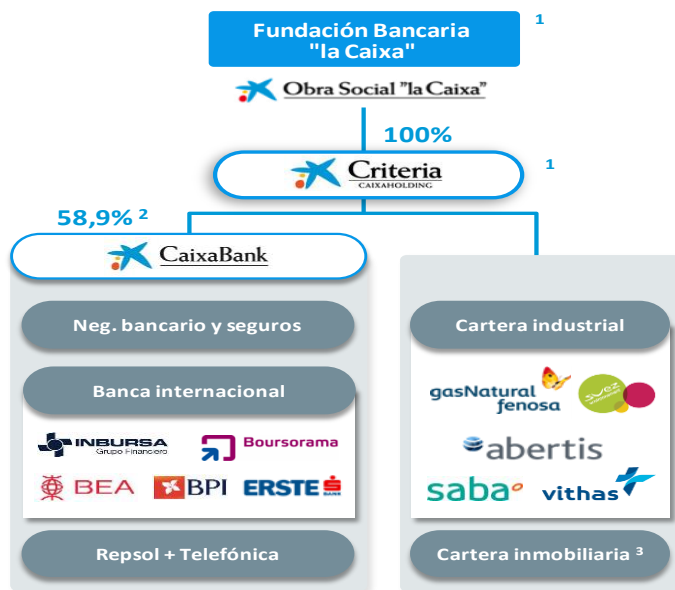 Fundación Bancaria
"la Caixa"
1
Obra Social "la Caixa"
100%
Criteria
CAIXAHOLDING
1
58,9% 2
CaixaBank
Neg. bancario y seguros
Banca internacional
INBURSA
Grupo Financiero
Boursorama
BEA
BPI
ERSTE
BANK
Repsol + Telefónica
Cartera industrial
gasNatural
fenosa
suez
abertis
saba
vithas
Cartera inmobiliaria 3